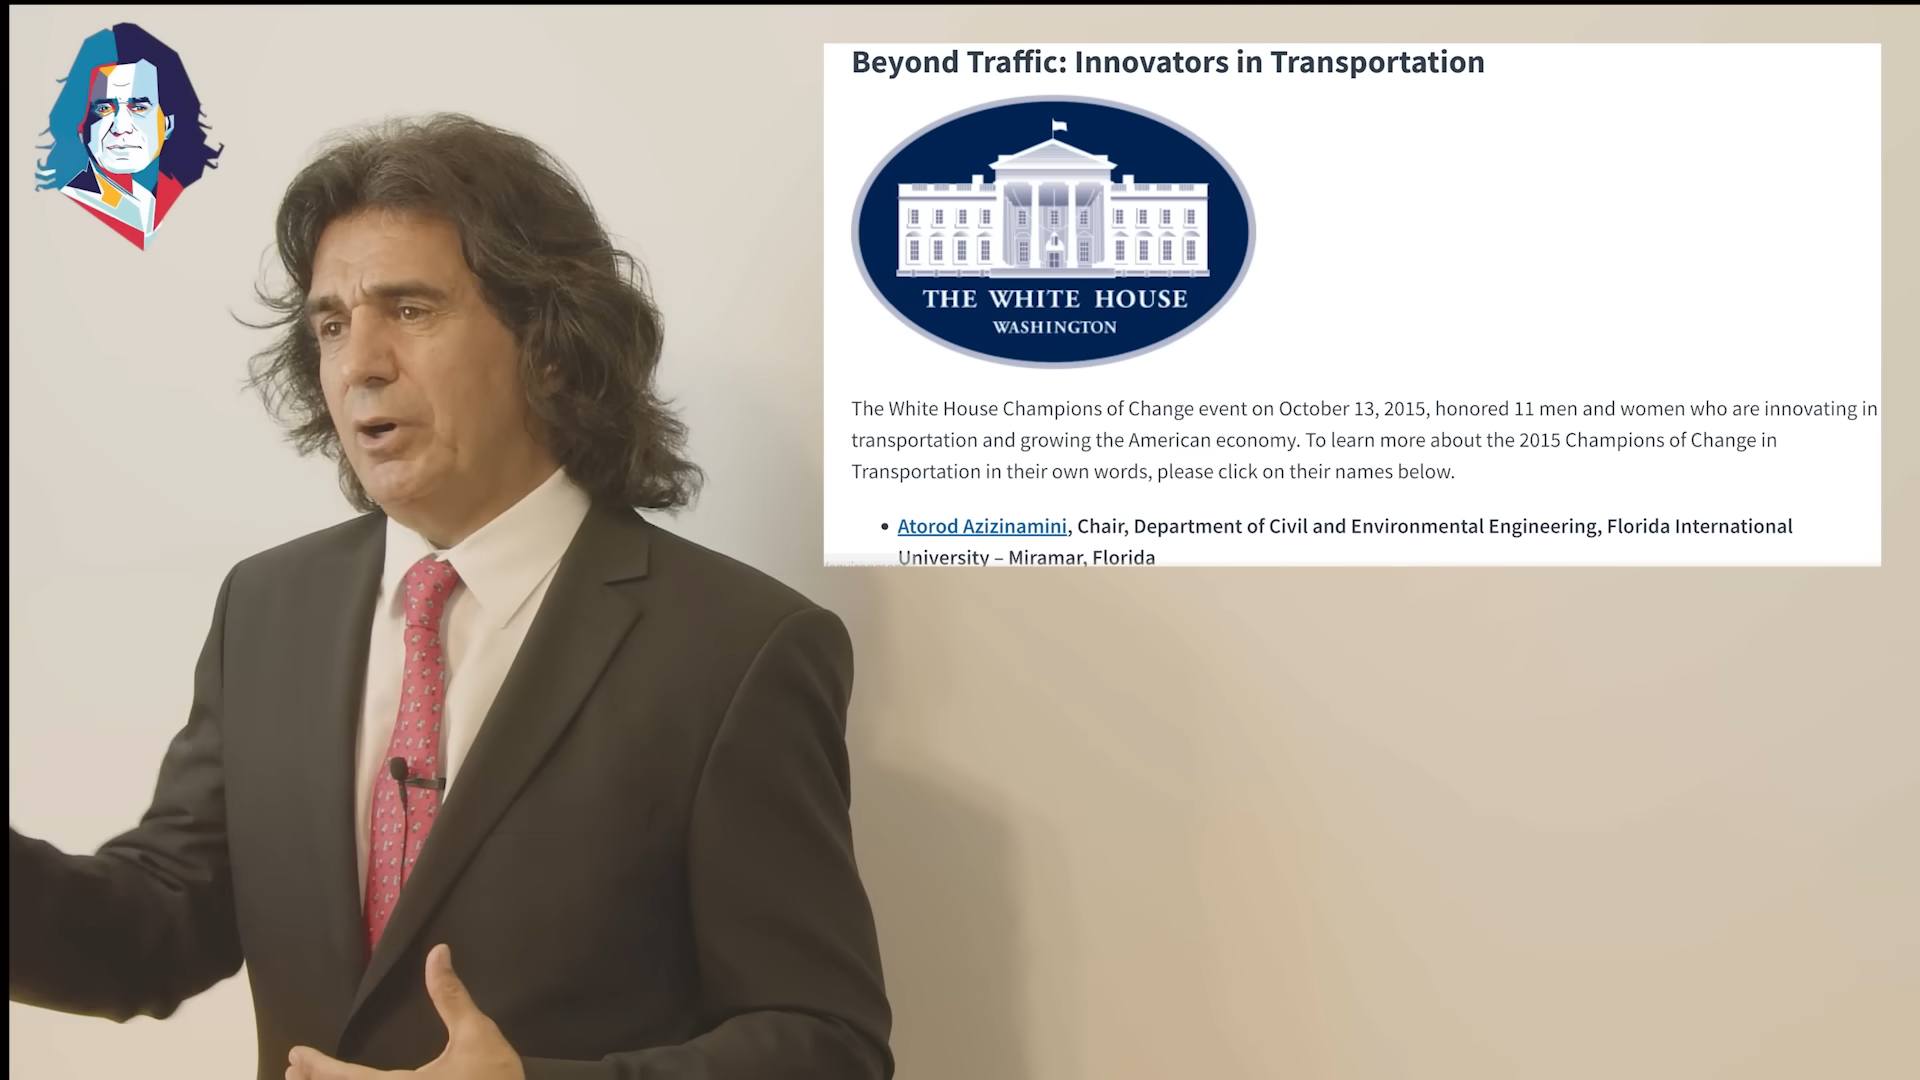 Beyond Traffic: Innovators in Transportation
THE WHITE HOUSE
WASHINGTON
The White House Champions of Change event on October 13, 2015, honored 11 men and women who are innovating in
transportation and growing the American economy. To learn more about the 2015 Champions of Change in
Transportation in their own words, please click on their names below.
• Atorod Azizinamini, Chair, Department of Civil and Environmental Engineering, Florida International
University – Miramar, Florida